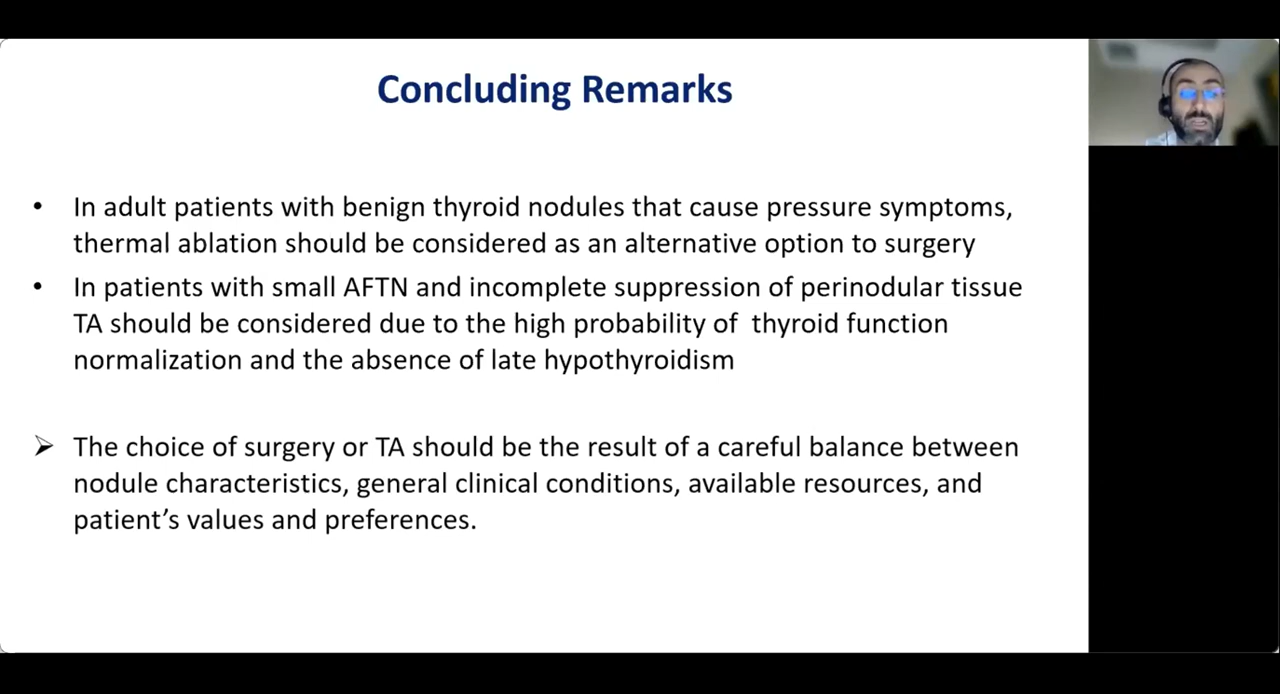 Concluding Remarks
• In adult patients with benign thyroid nodules that cause pressure symptoms,
thermal ablation should be considered as an alternative option to surgery
• In patients with small AFTN and incomplete suppression of perinodular tissue
TA should be considered due to the high probability of  thyroid function
normalization and the absence of late hypothyroidism
➢ The choice of surgery or TA should be the result of a careful balance between
nodule characteristics, general clinical conditions, available resources, and
patient’s values and preferences.